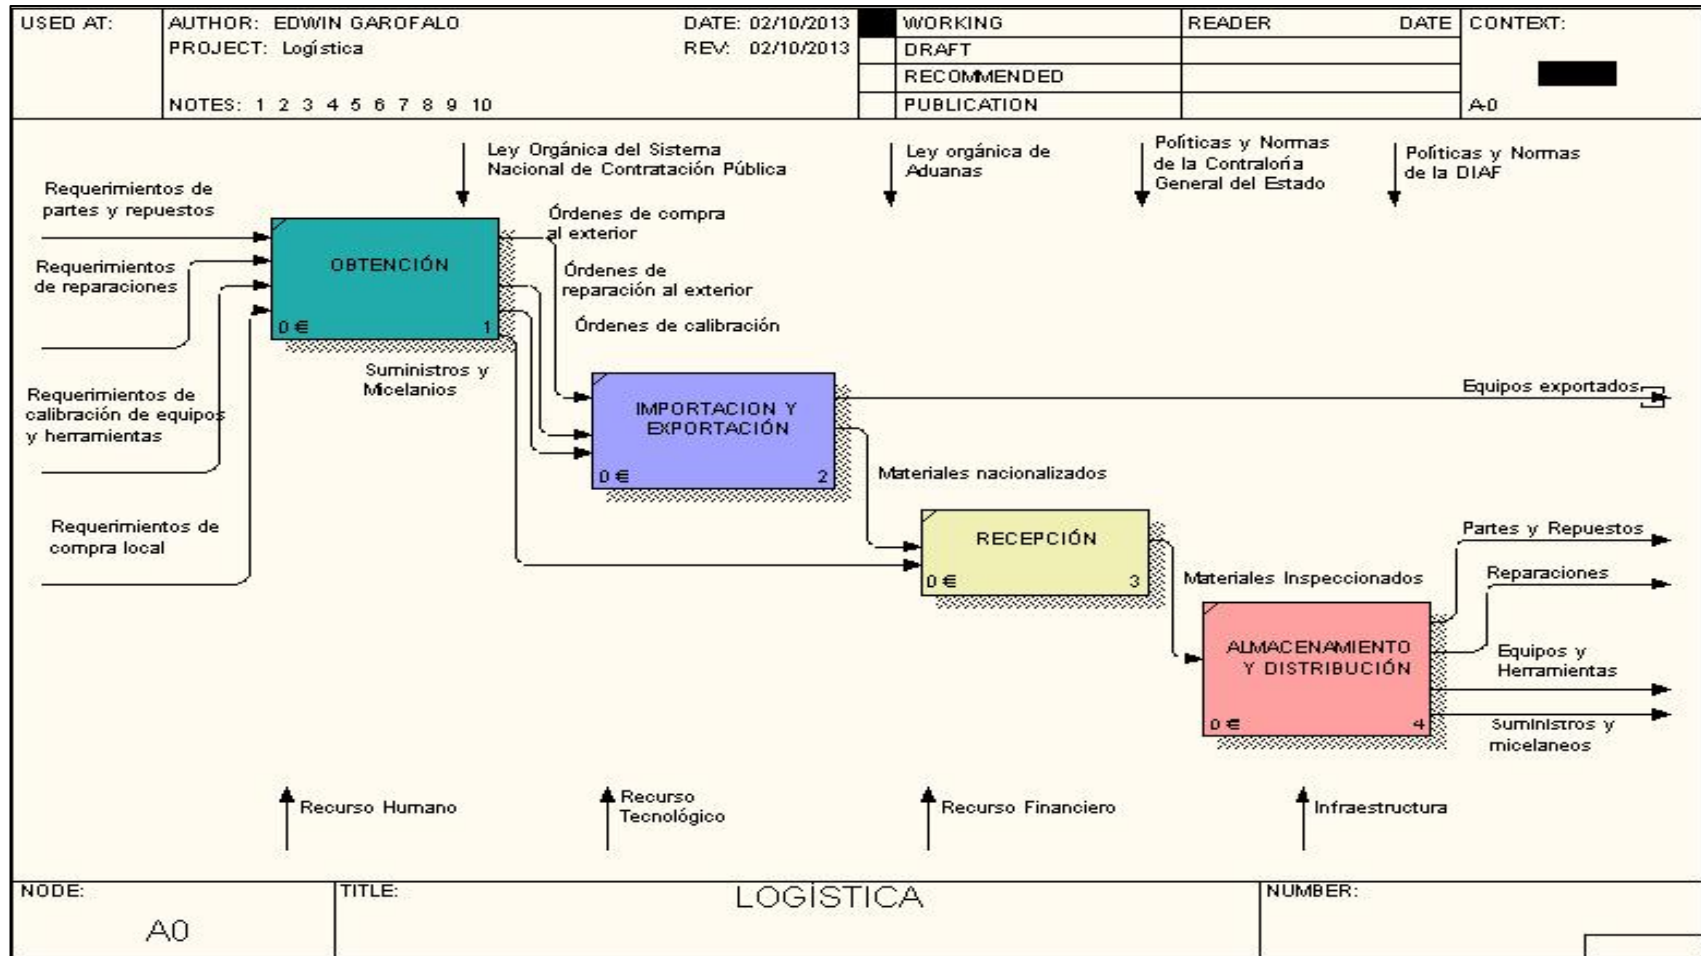 USED AT:
AUTHOR: EDWIN GAROFALO
DATE: 02/10/2013
PROJECT: Logística
REV: 02/10/2013
NOTES: 1 2 3 4 5 6 7 8 9 10
WORKING
DRAFT
RECOMMENDED
PUBLICATION
READER
DATE
CONTEXT:
A-0
Ley Orgánica del Sistema
Nacional de Contratación Pública
Ley orgánica de
Aduanas
Políticas y Normas
de la Contraloría
General del Estado
Políticas y Normas
de la DIAF
Requerimientos de
partes y repuestos
Requerimientos
de reparaciones
Requerimientos de
calibración de equipos
y herramientas
Requerimientos de
compra local
OBTENCIÓN
0 €
1
Órdenes de compra
al exterior
Órdenes de
reparación al exterior
Órdenes de calibración
Suministros y
Micelanios
IMPORTACION Y
EXPORTACIÓN
0 €
2
Equipos exportados
Materiales nacionalizados
RECEPCIÓN
0 €
3
Materiales Inspeccionados
ALMACENAMIENTO
Y DISTRIBUCIÓN
0 €
4
Partes y Repuestos
Reparaciones
Equipos y
Herramientas
Suministros y
micelaneos
Recurso Humano
Recurso
Tecnológico
Recurso Financiero
Infraestructura
NODE:
A0
TITLE:
LOGÍSTICA
NUMBER: